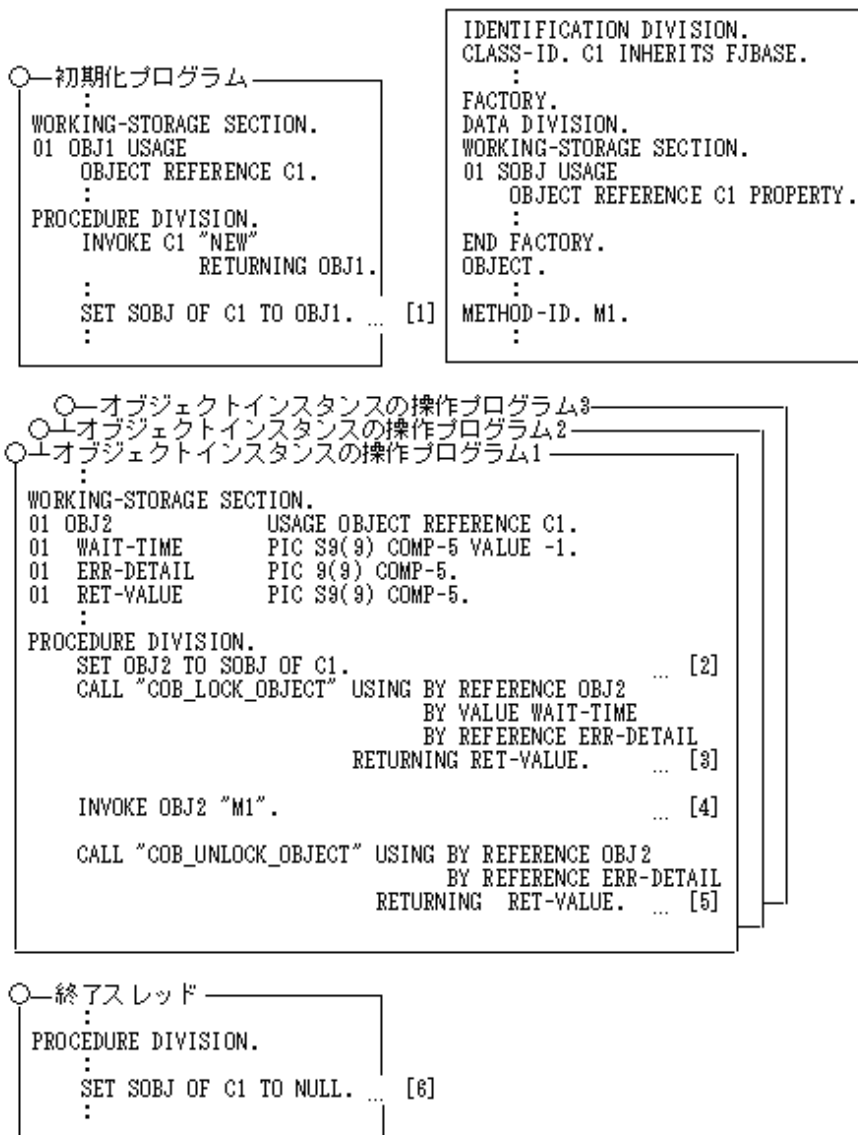 初期化プログラム
:
WORKING-STORAGE SECTION.
01 OBJ1 USAGE
OBJECT REFERENCE C1.
:
PROCEDURE DIVISION.
INVOKE C1 "NEW"
RETURNING OBJ1.
:
SET SOBJ OF C1 TO OBJ1. … [1]
:
IDENTIFICATION DIVISION.
CLASS-ID. C1 INHERITS FJBASE.
:
FACTORY.
DATA DIVISION.
WORKING-STORAGE SECTION.
01 SOBJ USAGE
OBJECT REFERENCE C1 PROPERTY.
:
END FACTORY.
OBJECT.
:
METHOD-ID. M1.
:
オブジェクトインスタンスの操作プログラム3
オブジェクトインスタンスの操作プログラム2
オブジェクトインスタンスの操作プログラム1
:
WORKING-STORAGE SECTION.
01 OBJ2 USAGE OBJECT REFERENCE C1.
01 WAIT-TIME PIC S9(9) COMP-5 VALUE -1.
01 ERR-DETAIL PIC 9(9) COMP-5.
01 RET-VALUE PIC S9(9) COMP-5.
:
PROCEDURE DIVISION.
SET OBJ2 TO SOBJ OF C1. … [2]
CALL "COB_LOCK_OBJECT" USING BY REFERENCE OBJ2
BY VALUE WAIT-TIME
BY REFERENCE ERR-DETAIL
RETURNING RET-VALUE. … [3]
INVOKE OBJ2 "M1". … [4]
CALL "COB_UNLOCK_OBJECT" USING BY REFERENCE OBJ2
BY REFERENCE ERR-DETAIL
RETURNING RET-VALUE. … [5]
終了スレッド
:
PROCEDURE DIVISION.
:
SET SOBJ OF C1 TO NULL. … [6]
: